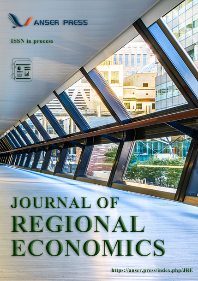 ANSER PRESS
ISSN in process
JOURNAL OF
REGIONAL
ECONOMICS
https://anser.press/index.php/JRE